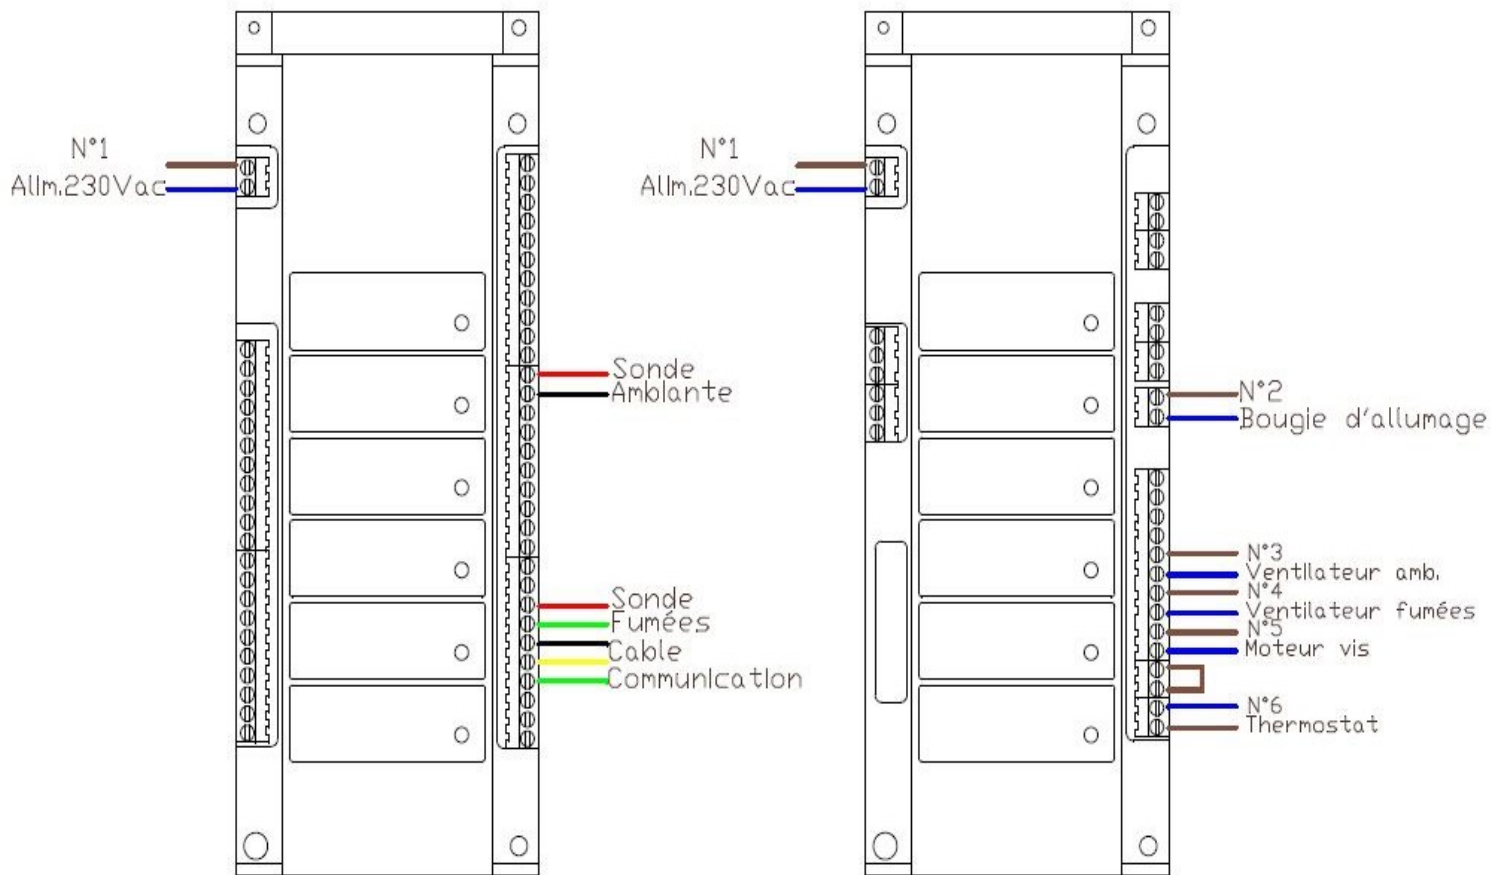 N°1
Alim.230Vac
Sonde
Ambiante
Sonde
Fumées
Cable
Communication
N°1
Alim.230Vac
N°2
Bougie d'allumage
N°3
Ventilateur amb.
N°4
Ventilateur fumées
N°5
Moteur vis
N°6
Thermostat